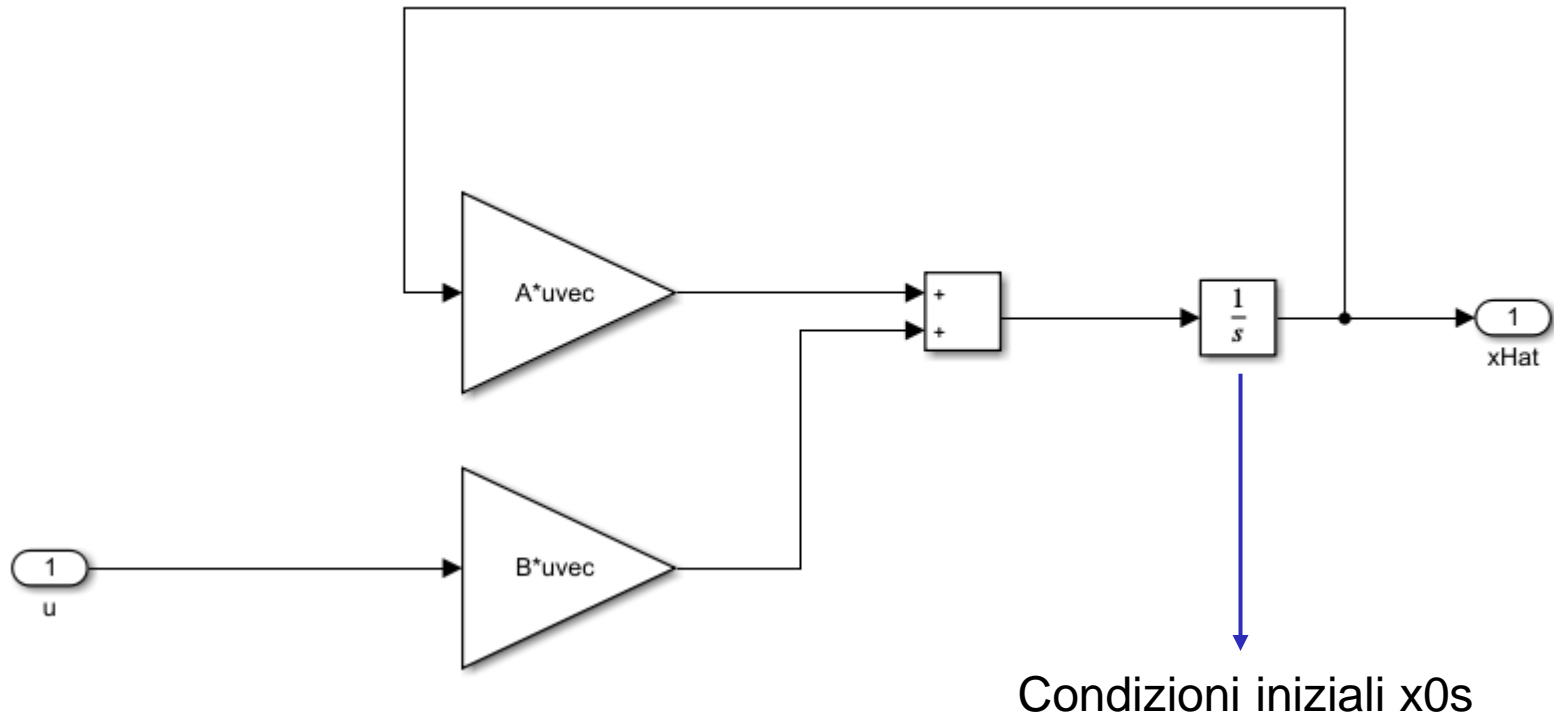 A*uvec
+
+
1
s
1
xHat
B*uvec
1
u
Condizioni iniziali x0s